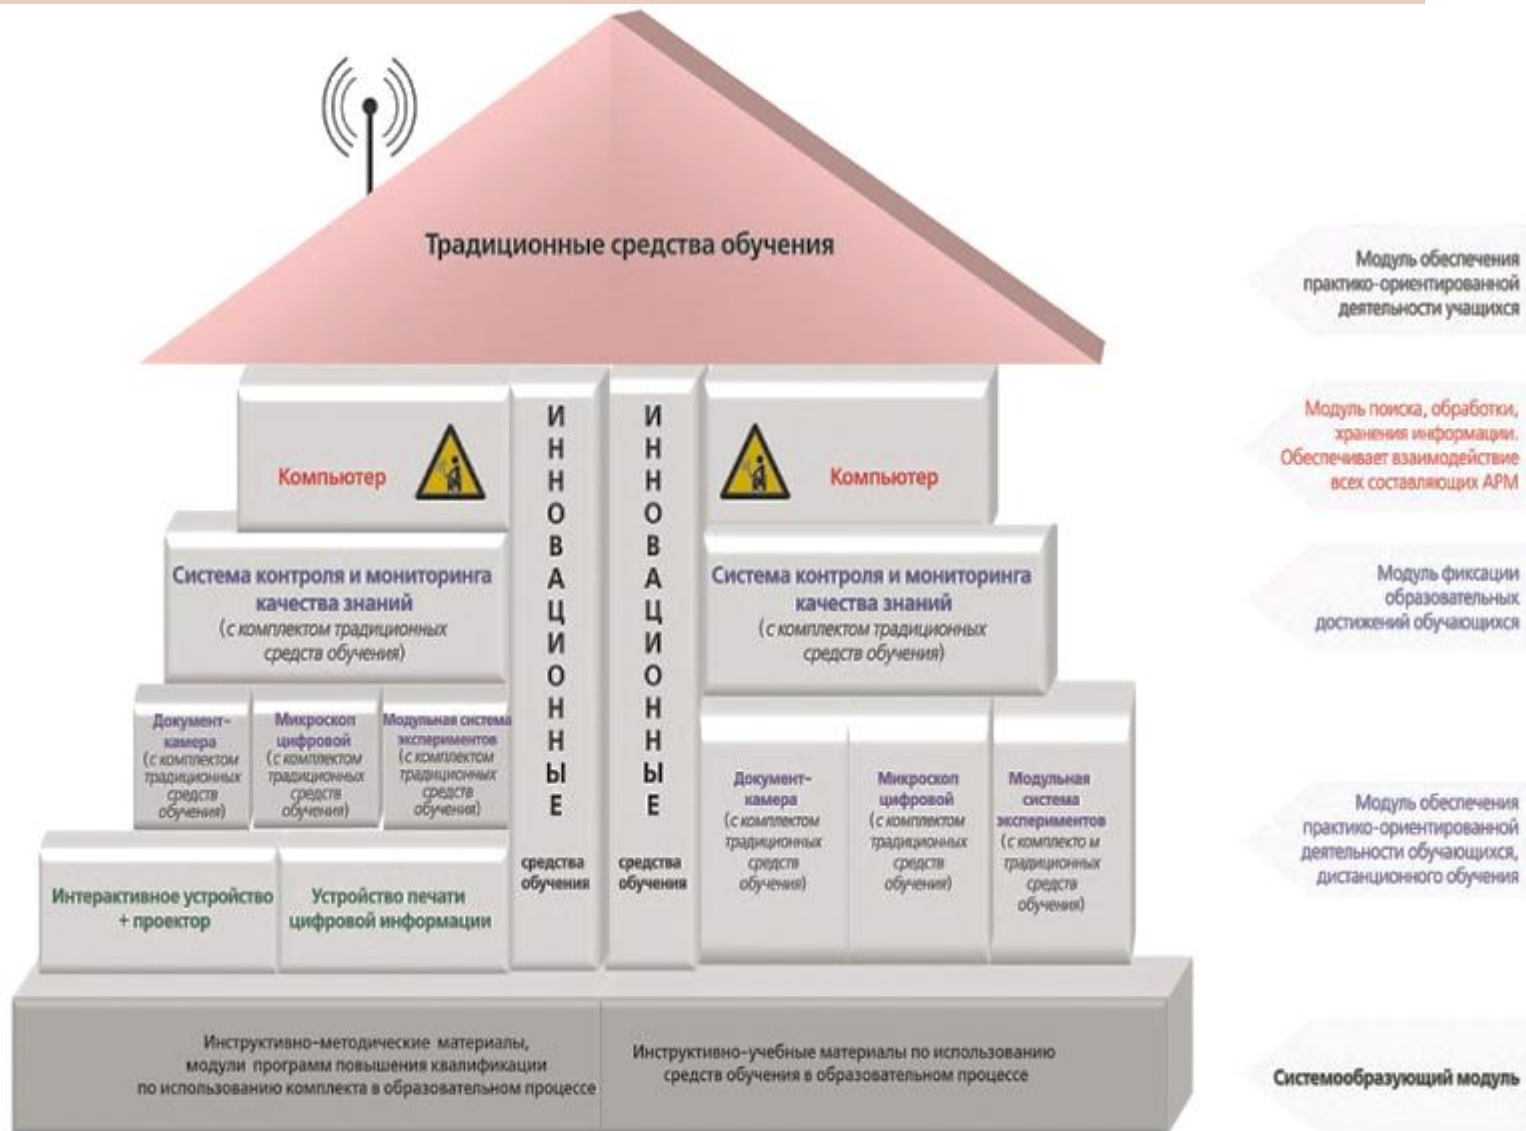 Традиционные средства обучения
Модуль обеспечения
практико-ориентированной
деятельности учащихся
Компьютер
И
Н
Н
О
В
А
Ц
И
О
Н
Н
Ы
Е
средства
обучения
И
Н
Н
О
В
А
Ц
И
О
Н
Н
Ы
Е
средства
обучения
Компьютер
Модуль поиска, обработки,
хранения информации.
Обеспечивает взаимодействие
всех составляющих АРМ
Система контроля и мониторинга
качества знаний
(с комплектом традиционных
средств обучения)
Система контроля и мониторинга
качества знаний
(с комплектом традиционных
средств обучения)
Модуль фиксации
образовательных
достижений обучающихся
Документ-
камера
(с комплектом
традиционных
средств
обучения)
Микроскоп
цифровой
(с комплектом
традиционных
средств
обучения)
Модульная система
экспериментов
(с комплектом
традиционных
средств
обучения)
Документ-
камера
(с комплектом
традиционных
средств
обучения)
Микроскоп
цифровой
(с комплектом
традиционных
средств
обучения)
Модульная
система
экспериментов
(с комплекто м
традиционных
средств
обучения)
Модуль обеспечения
практико-ориентированной
деятельности обучающихся,
дистанционного обучения
Интерактивное устройство
+ проектор
Устройство печати
цифровой информации
Инструктивно-методические материалы,
модули программ повышения квалификации
по использованию комплекта в образовательном процессе
Инструктивно-учебные материалы по использованию
средств обучения в образовательном процессе
Системообразующий модуль